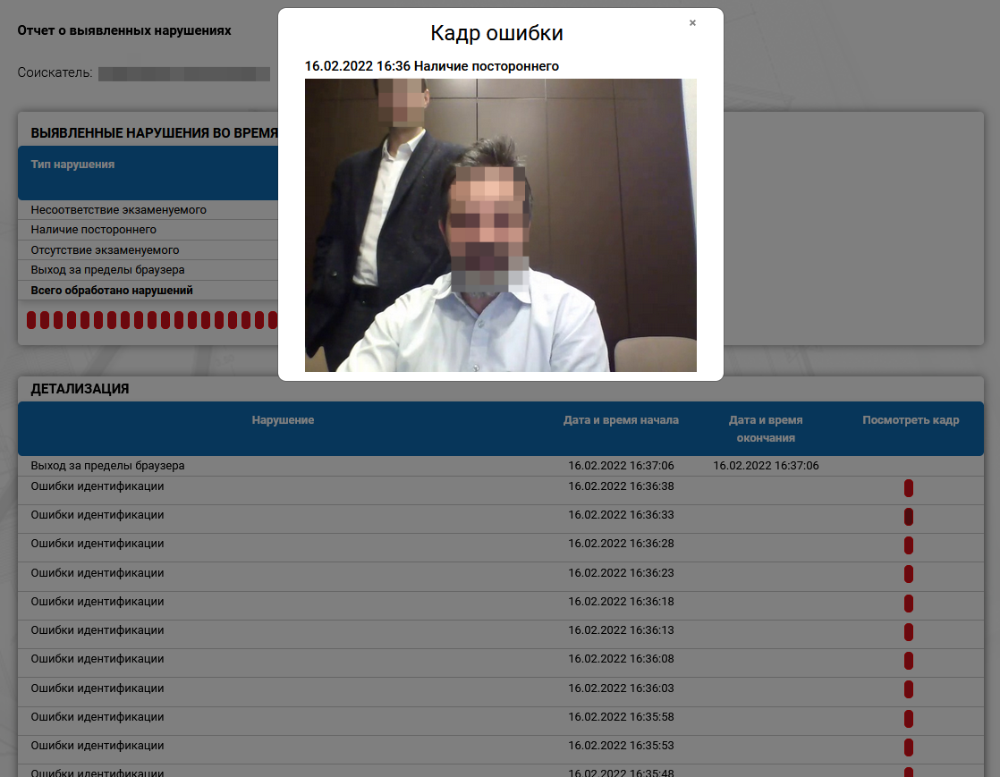 Отчет о выявленных нарушениях
Соискатель:
×
Кадр ошибки
16.02.2022 16:36 Наличие постороннего
ВЫЯВЛЕННЫЕ НАРУШЕНИЯ ВО ВРЕМЯ
Тип нарушения
Несоответствие экзаменуемого
Наличие постороннего
Отсутствие экзаменуемого
Выход за пределы браузера
Всего обработано нарушений
ДЕТАЛИЗАЦИЯ
Нарушение Дата и время начала Дата и время окончания Посмотреть кадр
Выход за пределы браузера 16.02.2022 16:37:06 16.02.2022 16:37:06
Ошибки идентификации 16.02.2022 16:36:38
Ошибки идентификации 16.02.2022 16:36:33
Ошибки идентификации 16.02.2022 16:36:28
Ошибки идентификации 16.02.2022 16:36:23
Ошибки идентификации 16.02.2022 16:36:18
Ошибки идентификации 16.02.2022 16:36:13
Ошибки идентификации 16.02.2022 16:36:08
Ошибки идентификации 16.02.2022 16:36:03
Ошибки идентификации 16.02.2022 16:35:58
Ошибки идентификации 16.02.2022 16:35:53
Ошибки идентификации 16.02.2022 16:35:48